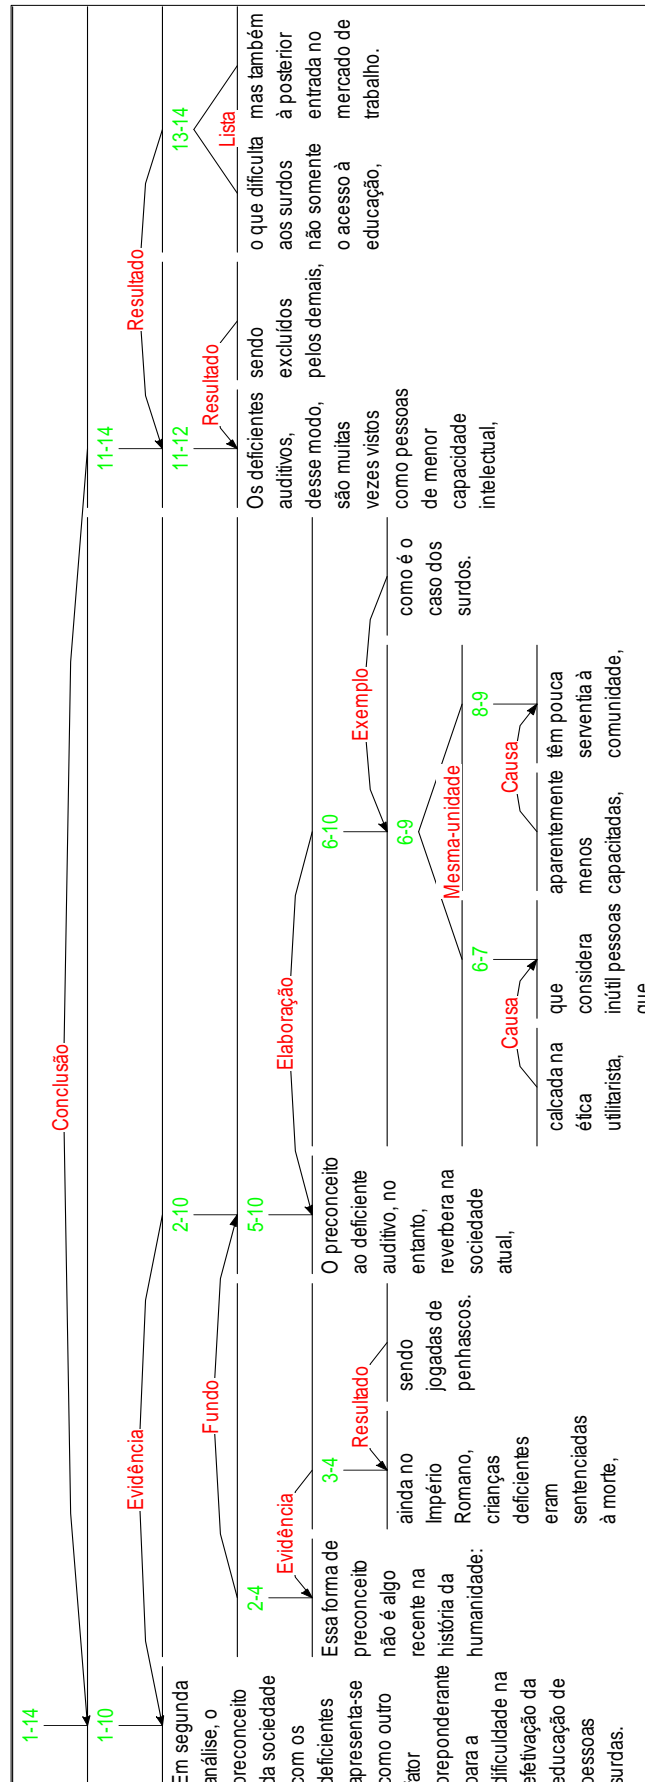 1-14
Conclusão
1-10
Evidência
Em segunda
análise, o
preconceito
da sociedade
com os
deficientes
apresenta-se
como outro
fator
preponderante
para a
dificuldade na
efetivação da
educação de
pessoas
surdas.
2-10
Fundo
2-4
Evidência
Essa forma de
preconceito
não é algo
recente na
história da
humanidade:
3-4
Resultado
ainda no
Império
Romano,
crianças
deficientes
eram
sentenciadas
à morte,
sendo
jogadas de
penhascos.
5-10
Elaboração
O preconceito
ao deficiente
auditivo, no
entanto,
reverbera na
sociedade
atual,
6-10
Exemplo
6-9
Mesma-unidade
6-7
Causa
calcada na
ética
utilitarista,
que
considera
inútil pessoas
que
8-9
Causa
aparentemente
menos
capacitadas,
têm pouca
serventia à
comunidade,
como é o
caso dos
surdos.
11-14
Resultado
11-12
Resultado
Os deficientes
auditivos,
desse modo,
são muitas
vezes vistos
como pessoas
de menor
capacidade
intelectual,
sendo
excluídos
pelos demais,
13-14
Lista
o que dificulta
aos surdos
não somente
o acesso à
educação,
mas também
à posterior
entrada no
mercado de
trabalho.